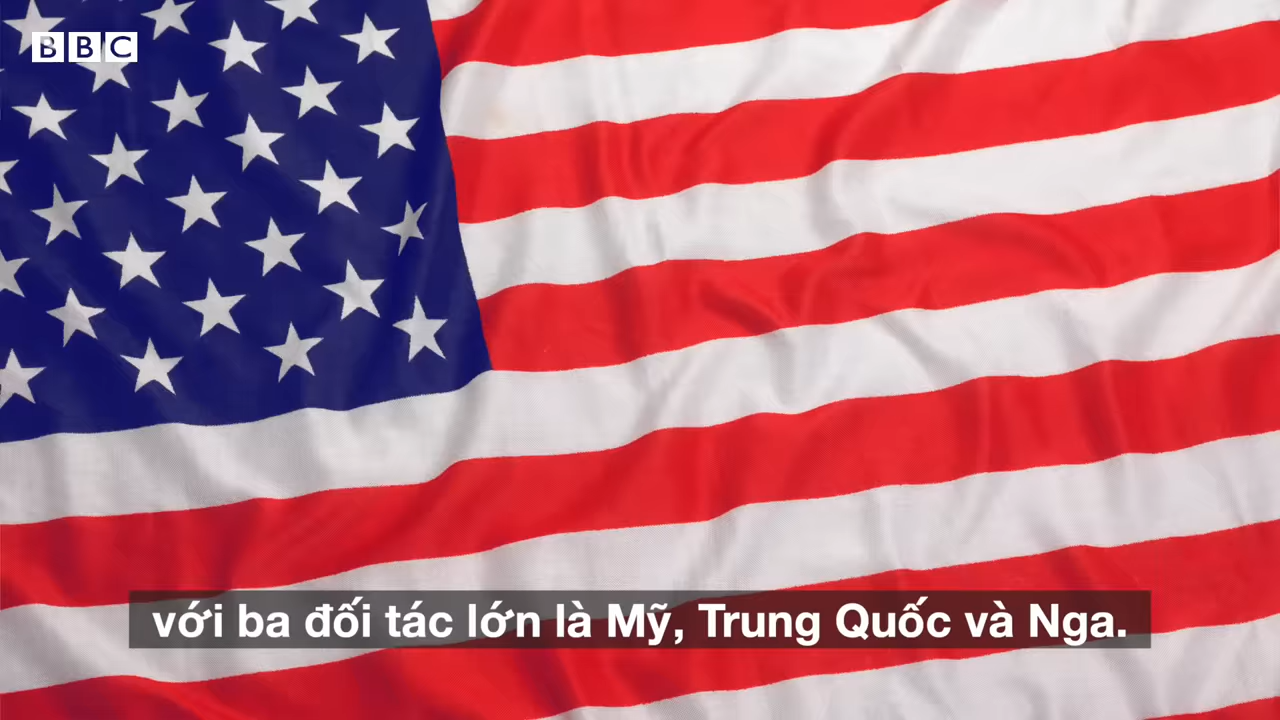 BBC
với ba đối tác lớn là Mỹ, Trung Quốc và Nga.